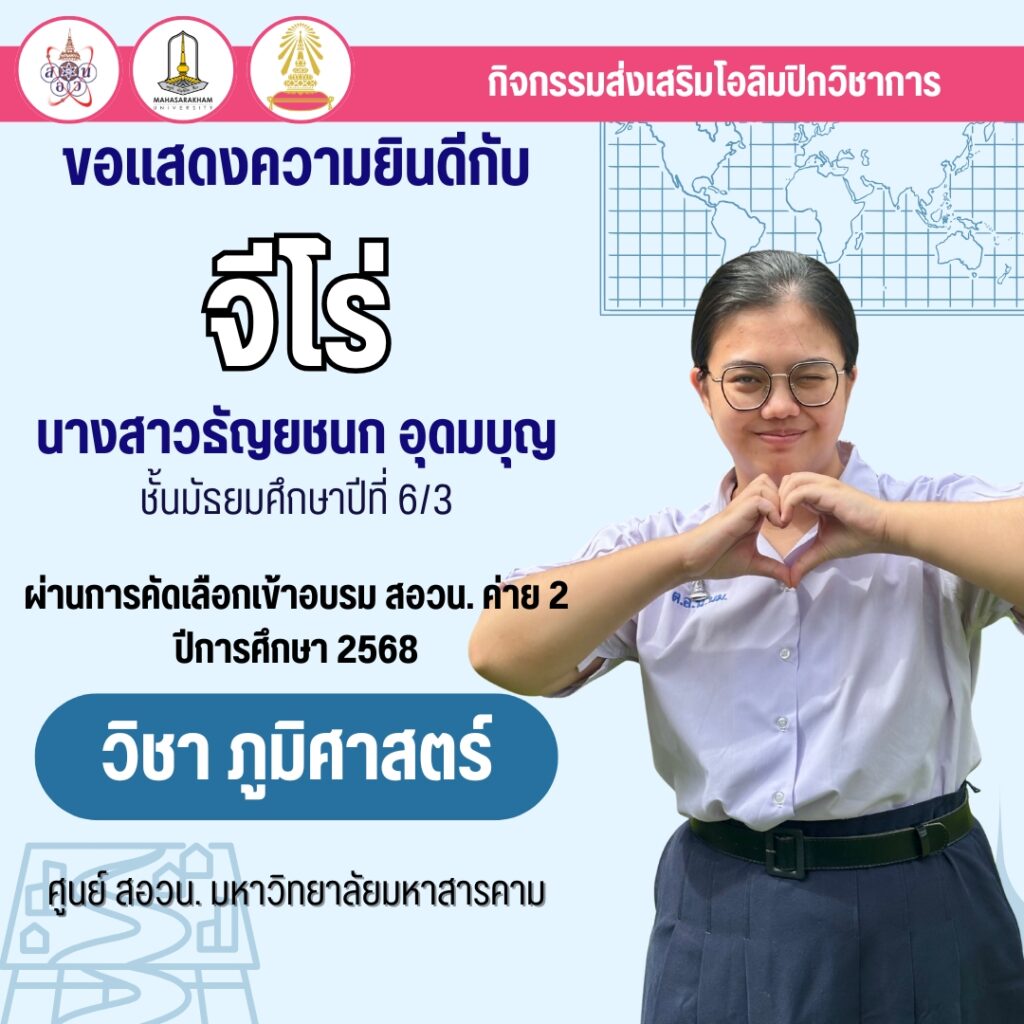 สอวน
MAHASARAKHAM
UNIVERSITY
กิจกรรมส่งเสริมโอลิมปิกวิชาการ
ขอแสดงความยินดีกับ
จีโร่
นางสาวธัญยชนก อุดมบุญ
ชั้นมัธยมศึกษาปีที่ 6/3
ผ่านการคัดเลือกเข้าอบรม สอวน. ค่าย 2
ปีการศึกษา 2568
วิชา ภูมิศาสตร์
ศูนย์ สอวน. มหาวิทยาลัยมหาสารคาม